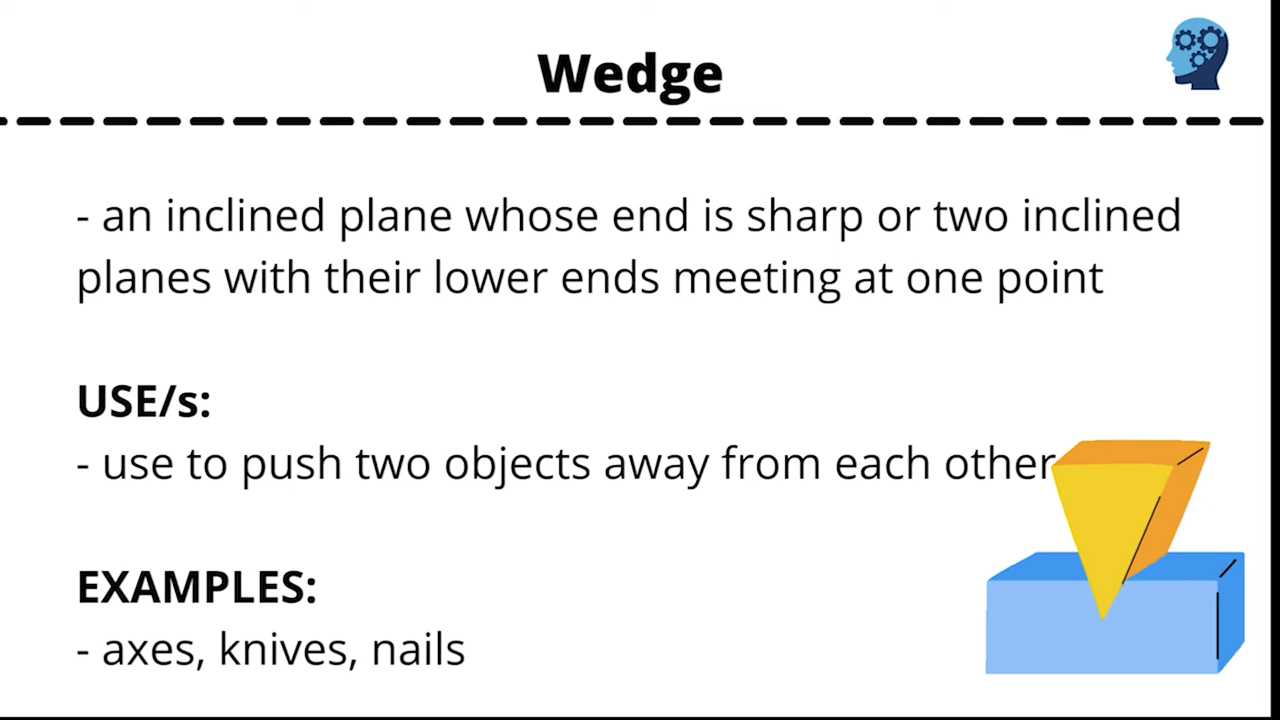 Wedge
- an inclined plane whose end is sharp or two inclined
planes with their lower ends meeting at one point
USE/s:
- use to push two objects away from each other
EXAMPLES:
- axes, knives, nails